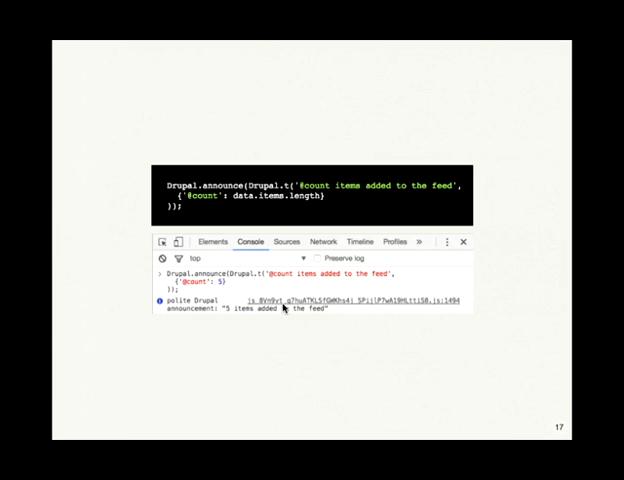 Drupal.announce(Drupal.t('@count items added to the feed',
{'@count': data.items.length}
));
Elements Console Sources Network Timeline Profiles »
top Preserve log
Drupal.announce(Drupal.t('@count items added to the feed',
{'@count': 5}
));
polite Drupal
announcement: "5 items added the feed"
17